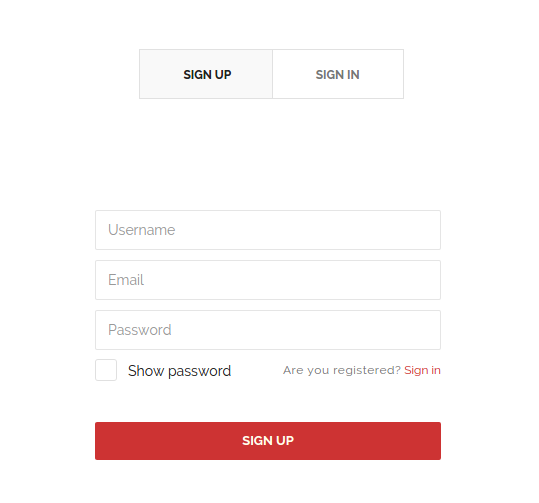 SIGN UP SIGN IN
Username
Email
Password
Show password Are you registered? Sign in
SIGN UP